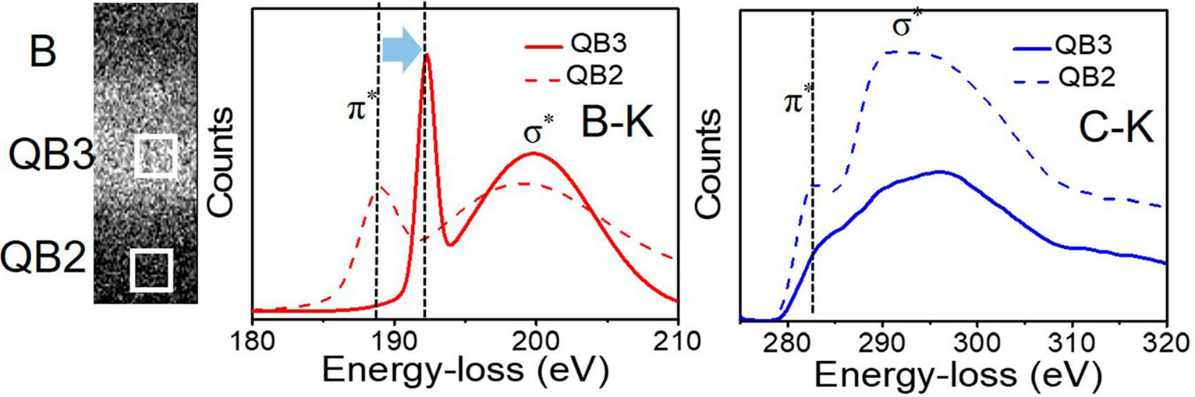 B
QB3
QB2
Counts
π*
σ*
QB3
QB2
B-K
180 190 200 210
Energy-loss (eV)
Counts
π*
σ*
QB3
QB2
C-K
280 290 300 310 320
Energy-loss (eV)